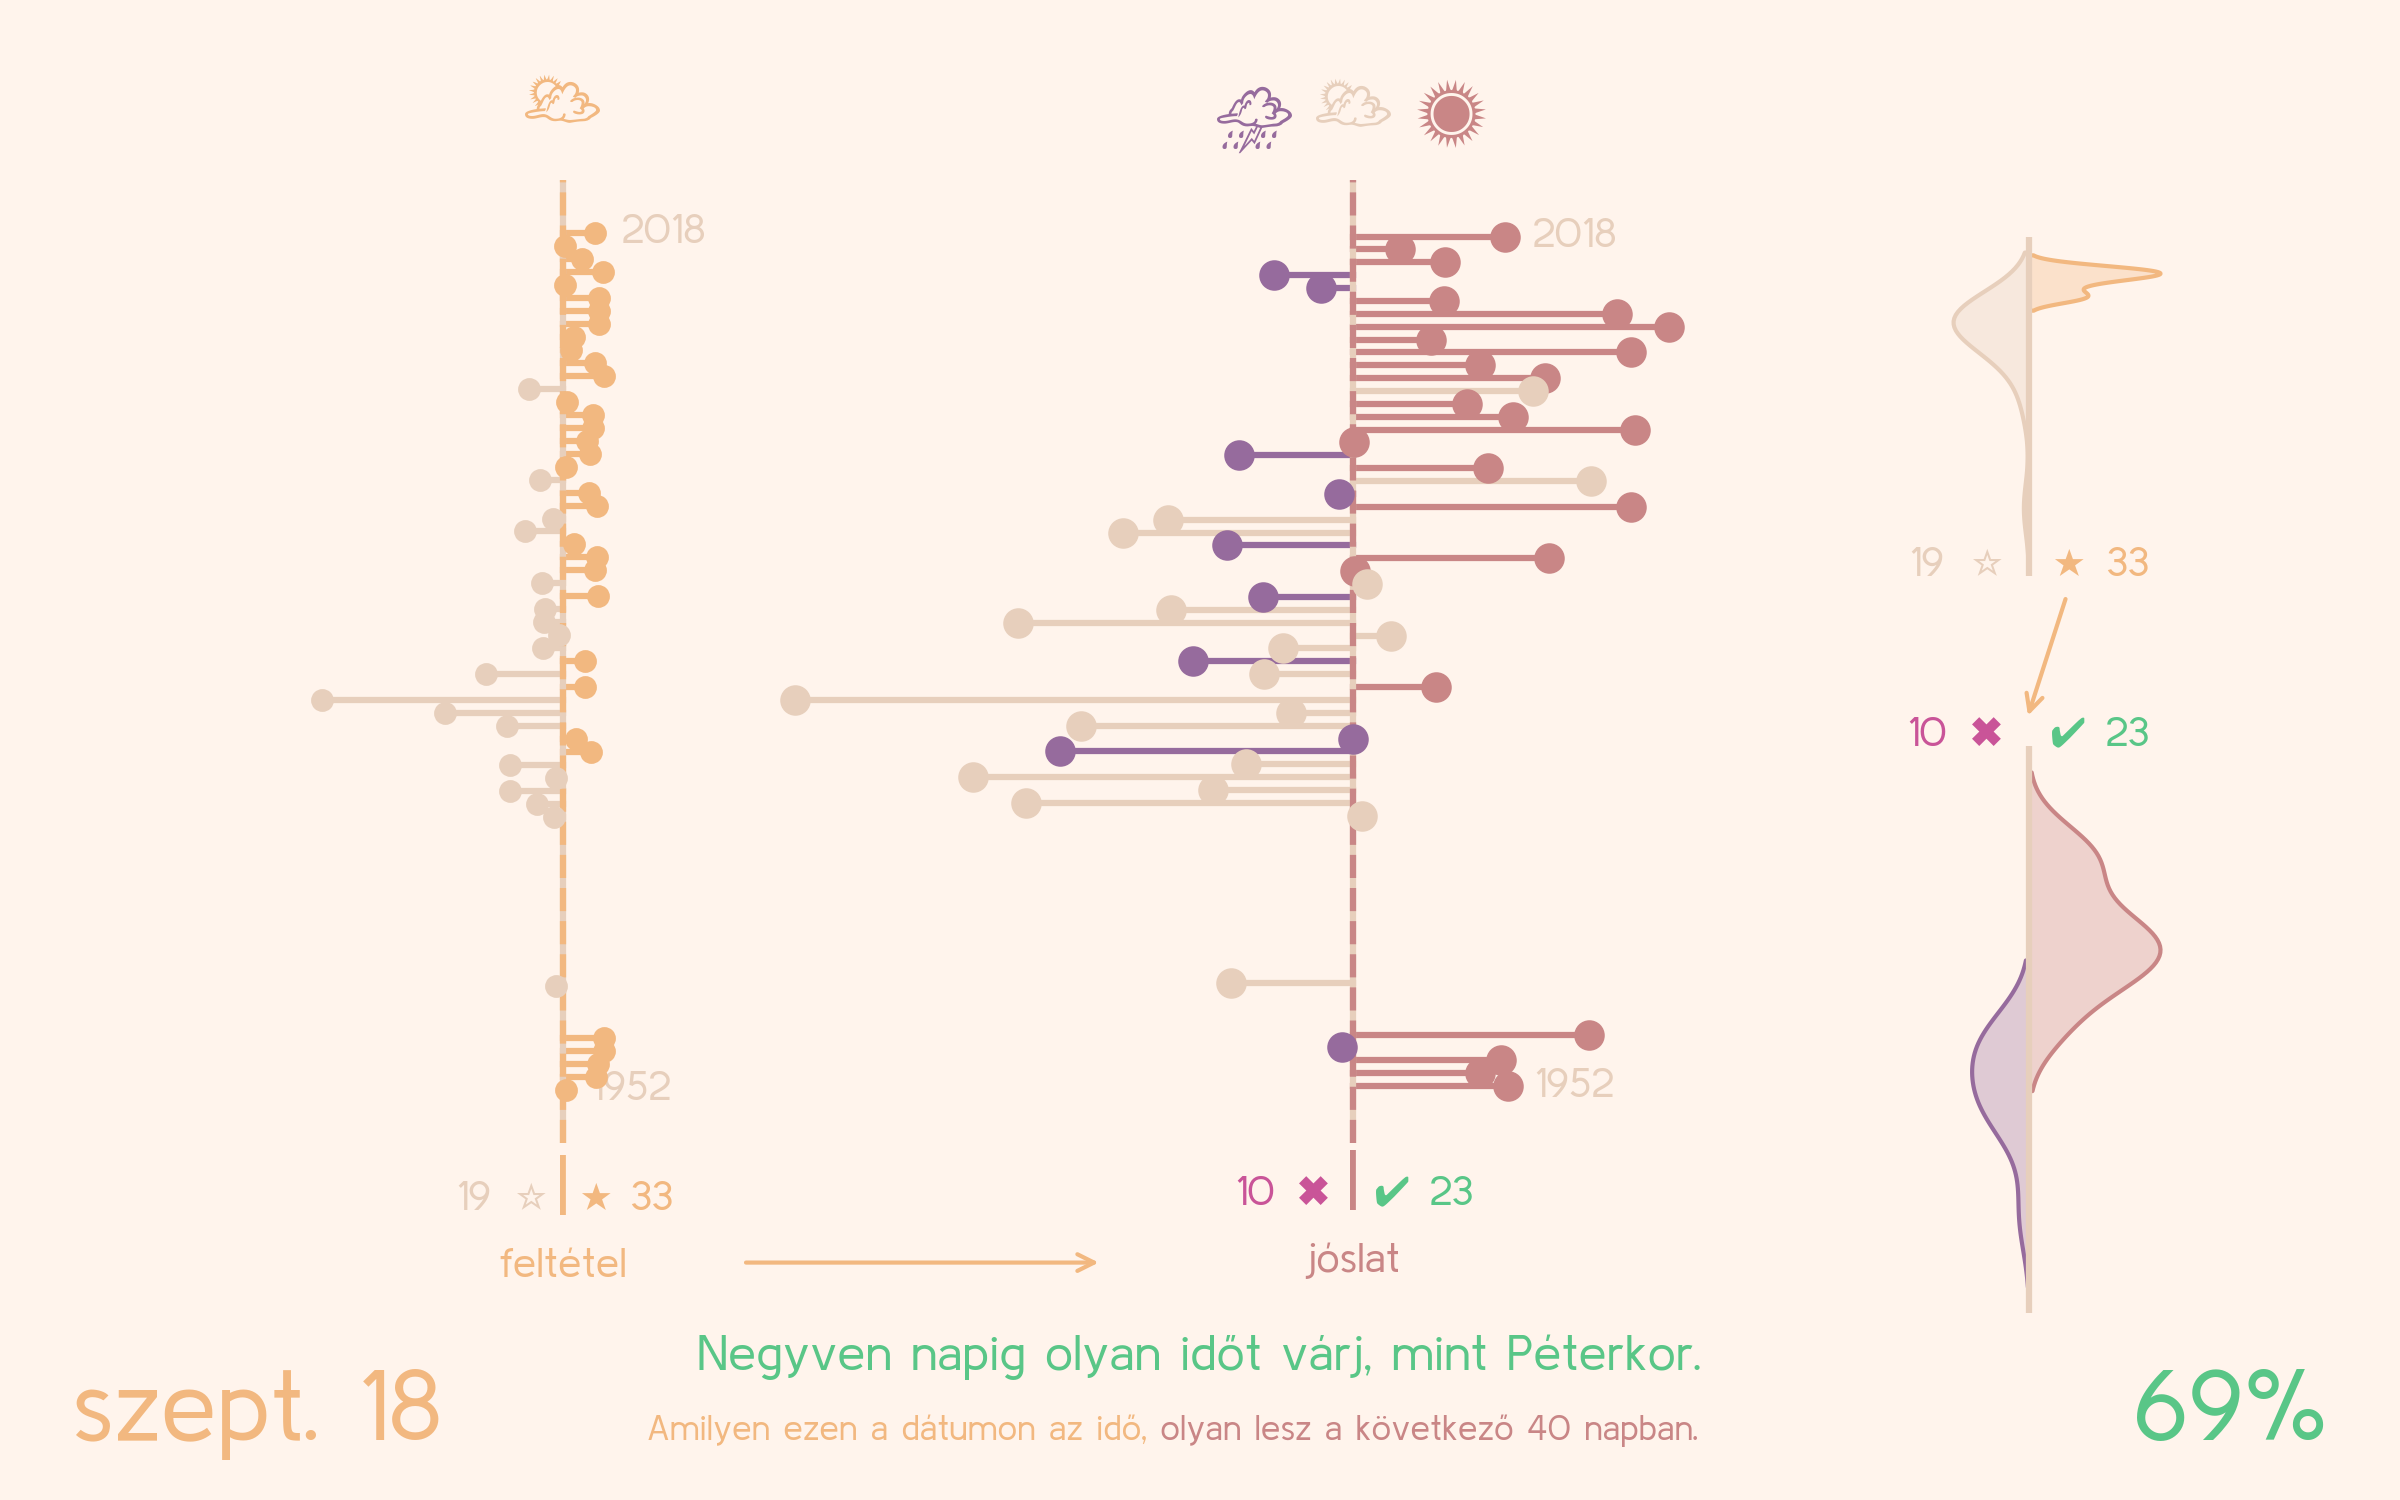 2018
2018
19 ☆ ★ 33
10 ✖ ✔ 23
1952
1952
19 ☆ ★ 33
10 ✖ ✔ 23
feltétel
jóslat
Negyven napig olyan időt várj, mint Péterkor.
szept. 18
69%
Amilyen ezen a dátumon az idő, olyan lesz a következő 40 napban.